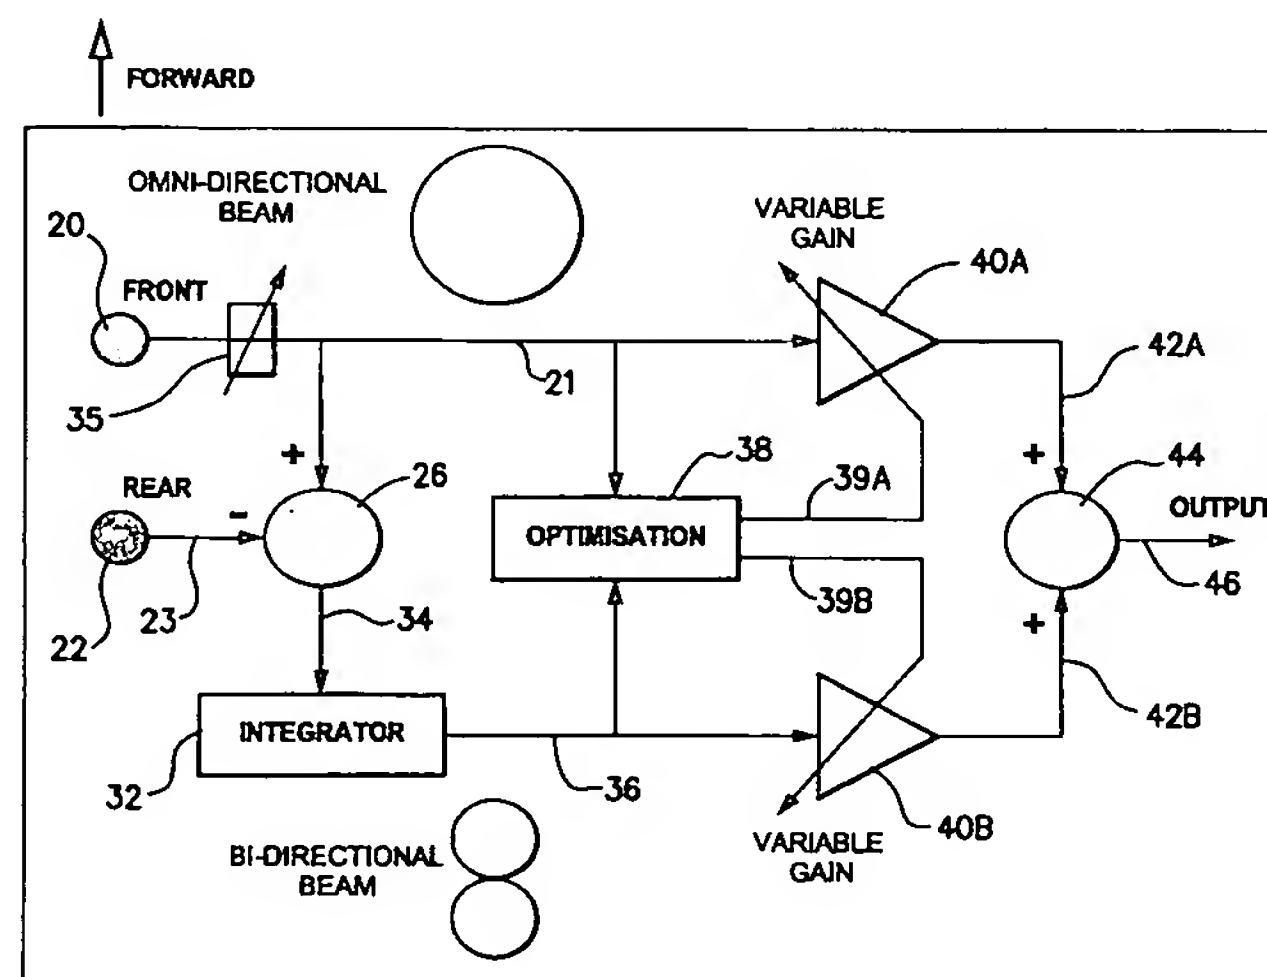 FORWARD
OMNI-DIRECTIONAL
BEAM
VARIABLE
GAIN
20
40A
FRONT
42A
21
35
+
38
+
44
REAR
26
39A
-
OUTPUT
OPTIMISATION
22
23
34
39B
46
+
INTEGRATOR
42B
32
36
40B
VARIABLE
GAIN
BI-DIRECTIONAL
BEAM